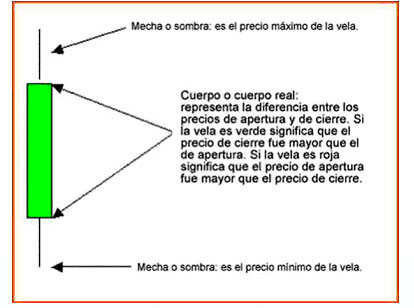 Mecha o sombra: es el precio máximo de la vela.
Cuerpo o cuerpo real:
representa la diferencia entre los
precios de apertura y de cierre. Si
la vela es verde significa que el
precio de cierre fue mayor que el
de apertura. Si la vela es roja
significa que el precio de apertura
fue mayor que el precio de cierre.
Mecha o sombra: es el precio mínimo de la vela.